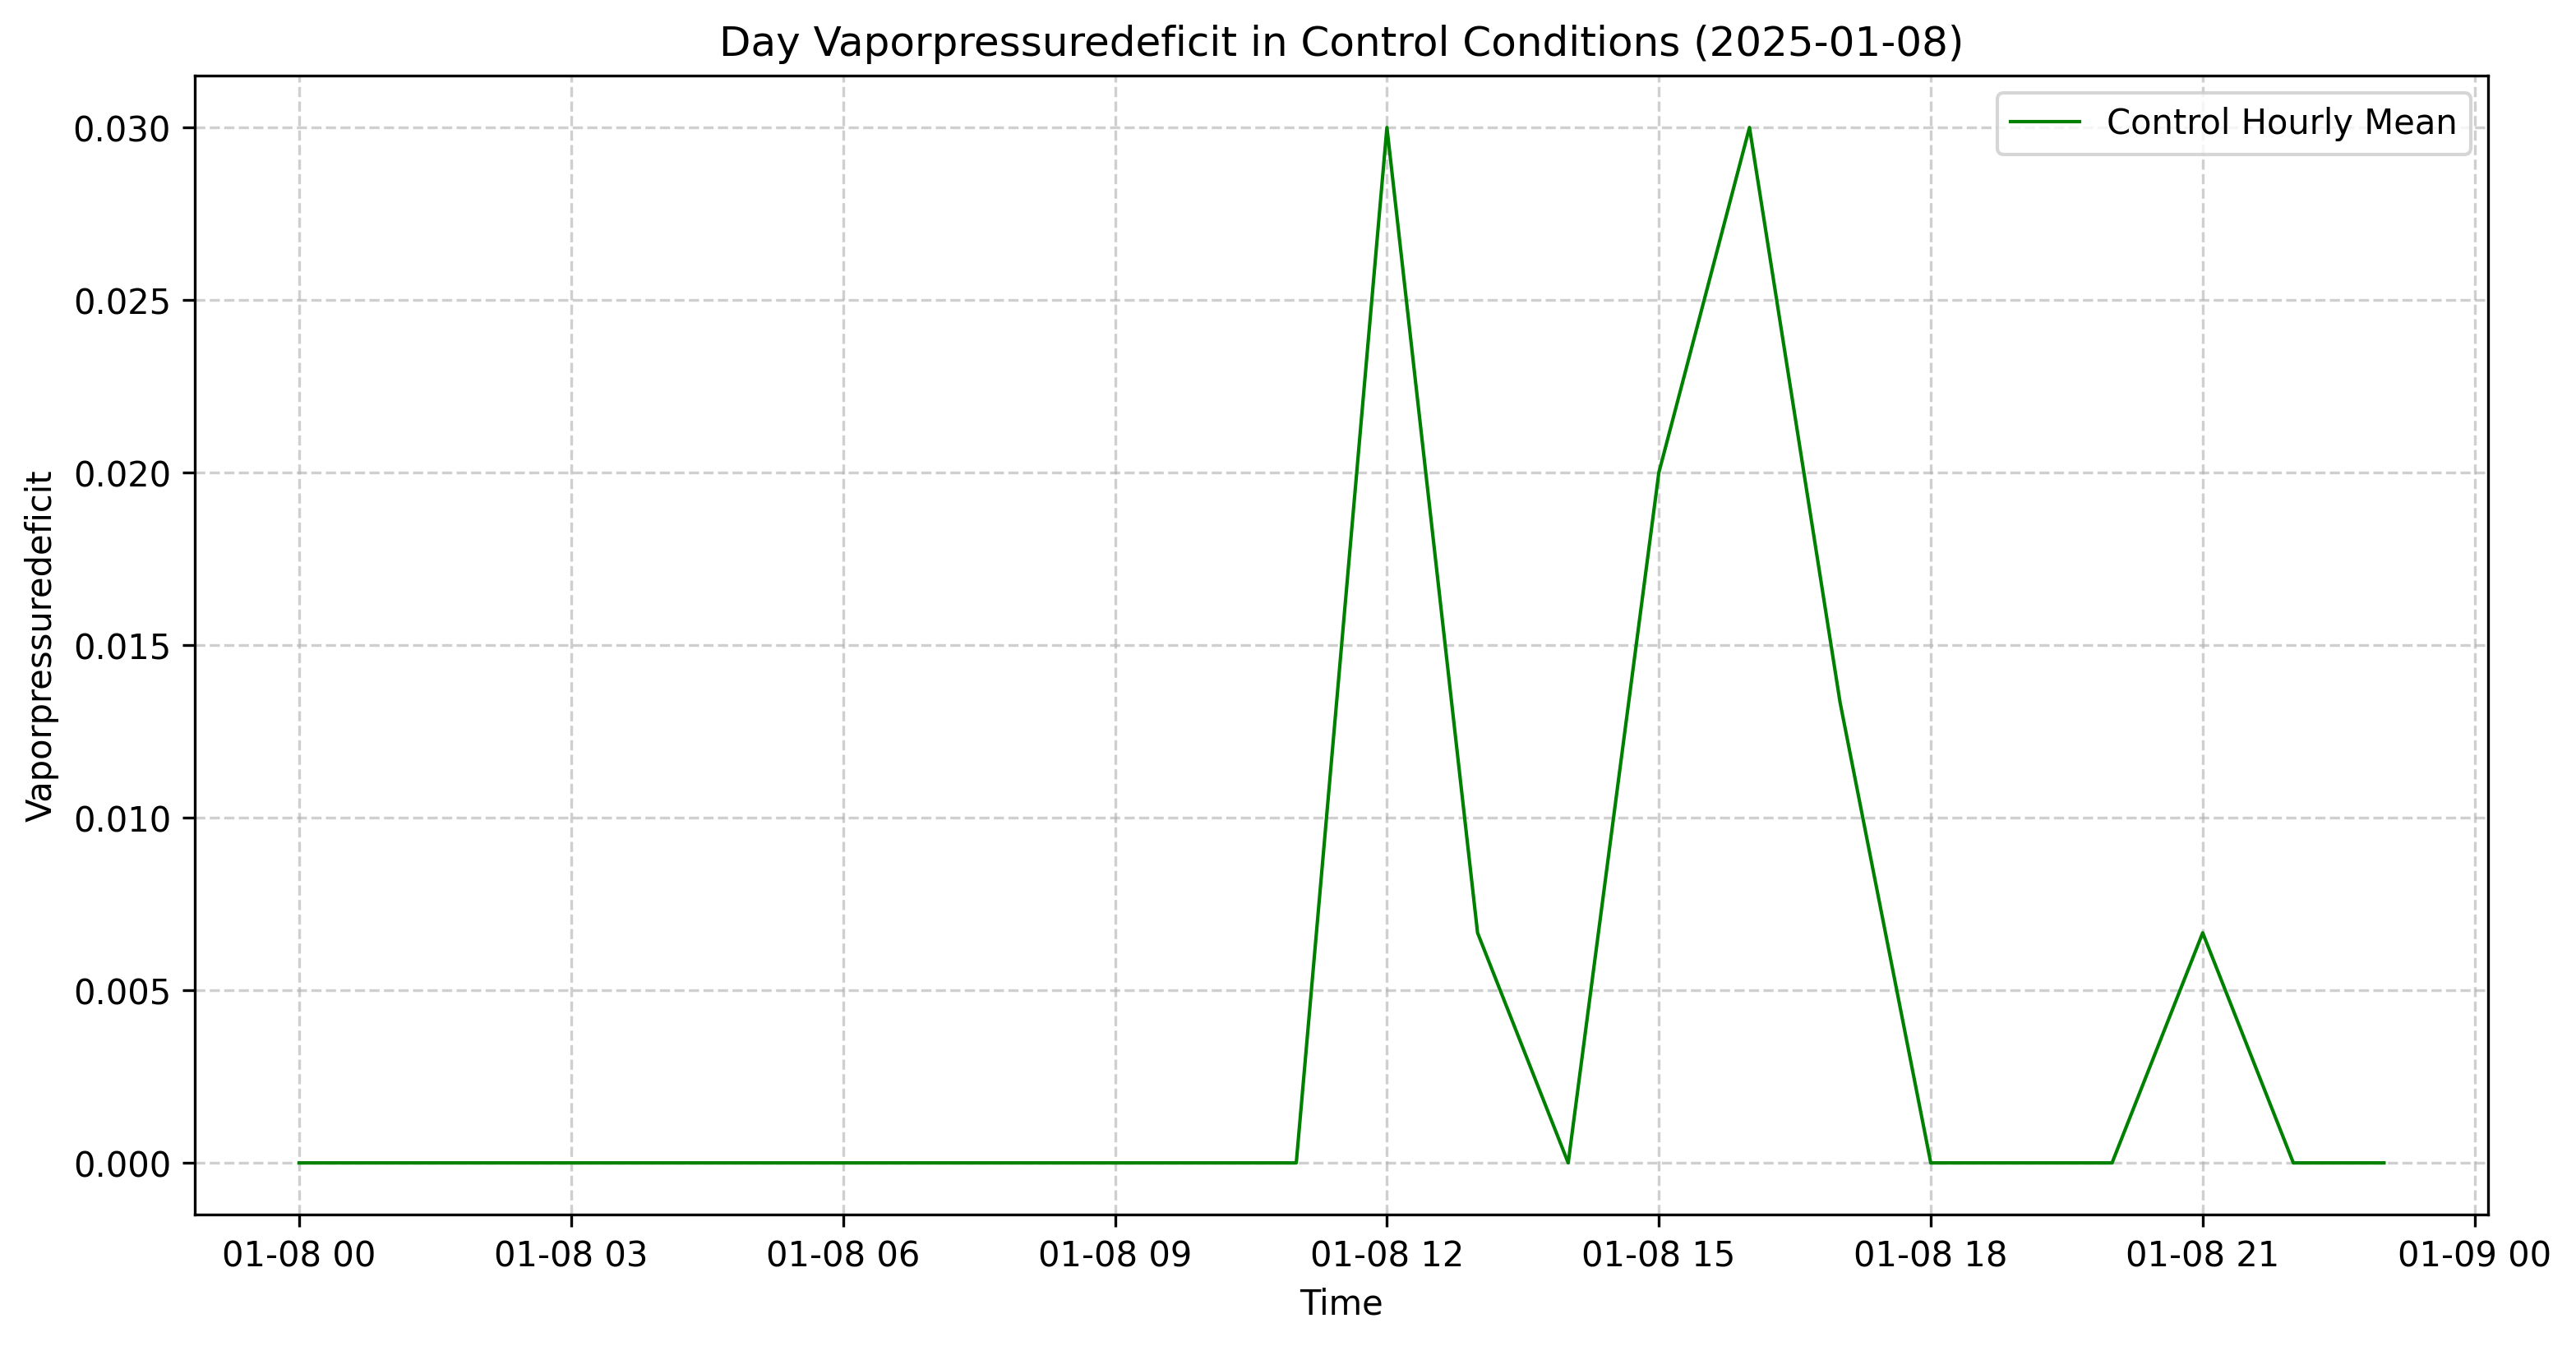 Day Vaporpressuredeficit in Control Conditions (2025-01-08)
Control Hourly Mean
Vaporpressuredeficit
0.030
0.025
0.020
0.015
0.010
0.005
0.000
01-08 00 01-08 03 01-08 06 01-08 09 01-08 12 01-08 15 01-08 18 01-08 21 01-09 00
Time